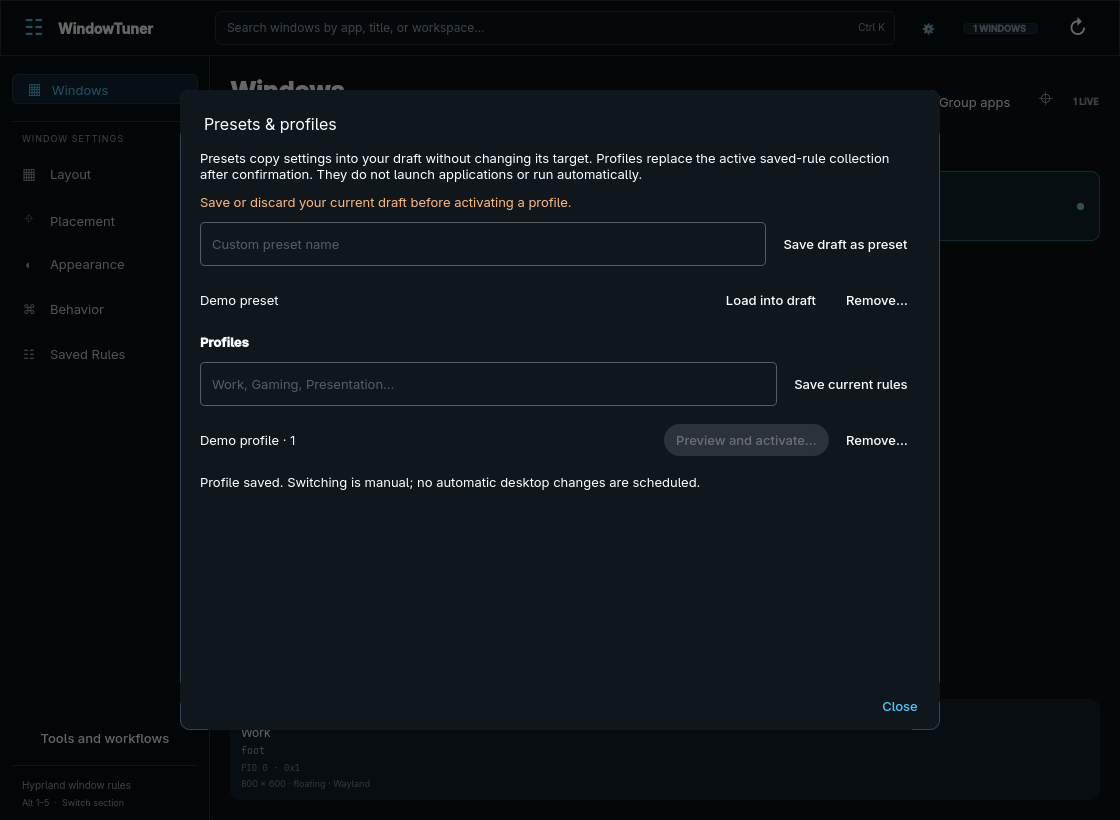 WindowTuner
Search windows by app, title, or workspace...
Ctrl K
1 WINDOWS
Windows
Windows
Group apps
1 LIVE
WINDOW SETTINGS
Layout
Placement
Appearance
Behavior
Saved Rules
Presets & profiles
Presets copy settings into your draft without changing its target. Profiles replace the active saved-rule collection
after confirmation. They do not launch applications or run automatically.
Save or discard your current draft before activating a profile.
Custom preset name
Save draft as preset
Demo preset
Load into draft
Remove...
Profiles
Work, Gaming, Presentation...
Save current rules
Demo profile · 1
Preview and activate...
Remove...
Profile saved. Switching is manual; no automatic desktop changes are scheduled.
Close
Work
foot
PID 0 · 0x1
800 × 600 · floating · Wayland
Tools and workflows
Hyprland window rules
Alt 1–5 · Switch section